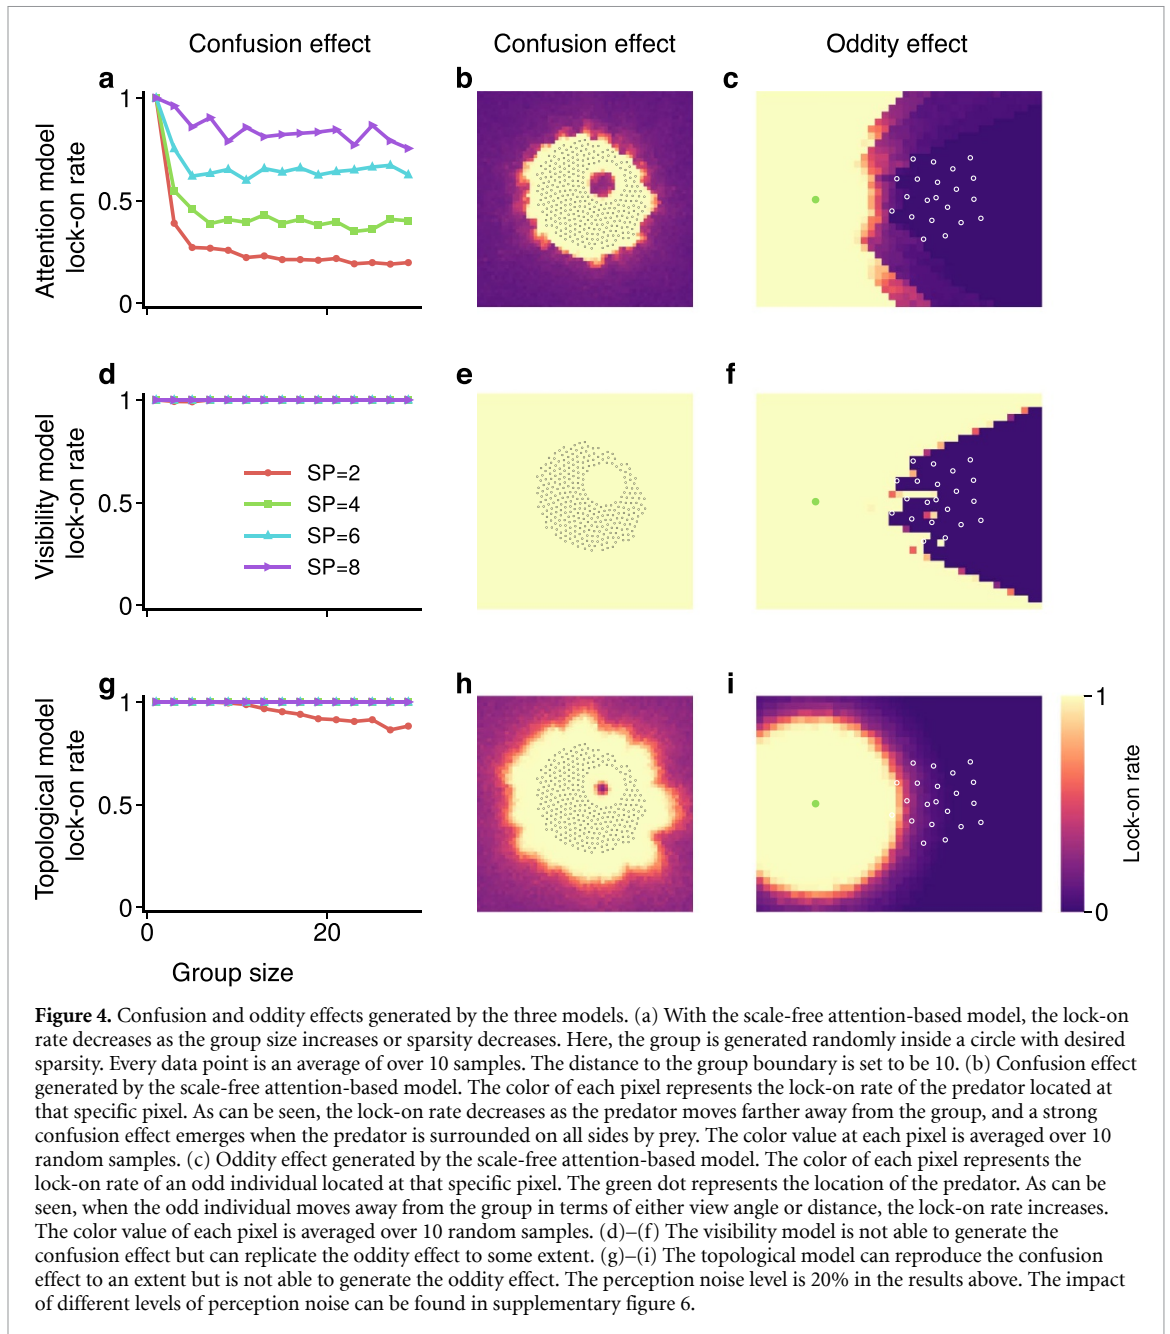 Confusion effect
Confusion effect
Oddity effect
a
b
c
Attention mdoel
lock-on rate
1
0.5
0
d
e
f
Visibility model
lock-on rate
1
0.5
0
SP=2
SP=4
SP=6
SP=8
g
h
i
Topological model
lock-on rate
1
0.5
0
0
20
Group size
1
0
Lock-on rate
Figure 4. Confusion and oddity effects generated by the three models. (a) With the scale-free attention-based model, the lock-on
rate decreases as the group size increases or sparsity decreases. Here, the group is generated randomly inside a circle with desired
sparsity. Every data point is an average of over 10 samples. The distance to the group boundary is set to be 10. (b) Confusion effect
generated by the scale-free attention-based model. The color of each pixel represents the lock-on rate of the predator located at
that specific pixel. As can be seen, the lock-on rate decreases as the predator moves farther away from the group, and a strong
confusion effect emerges when the predator is surrounded on all sides by prey. The color value at each pixel is averaged over 10
random samples. (c) Oddity effect generated by the scale-free attention-based model. The color of each pixel represents the
lock-on rate of an odd individual located at that specific pixel. The green dot represents the location of the predator. As can be
seen, when the odd individual moves away from the group in terms of either view angle or distance, the lock-on rate increases.
The color value of each pixel is averaged over 10 random samples. (d)–(f) The visibility model is not able to generate the
confusion effect but can replicate the oddity effect to some extent. (g)–(i) The topological model can reproduce the confusion
effect to an extent but is not able to generate the oddity effect. The perception noise level is 20% in the results above. The impact
of different levels of perception noise can be found in supplementary figure 6.